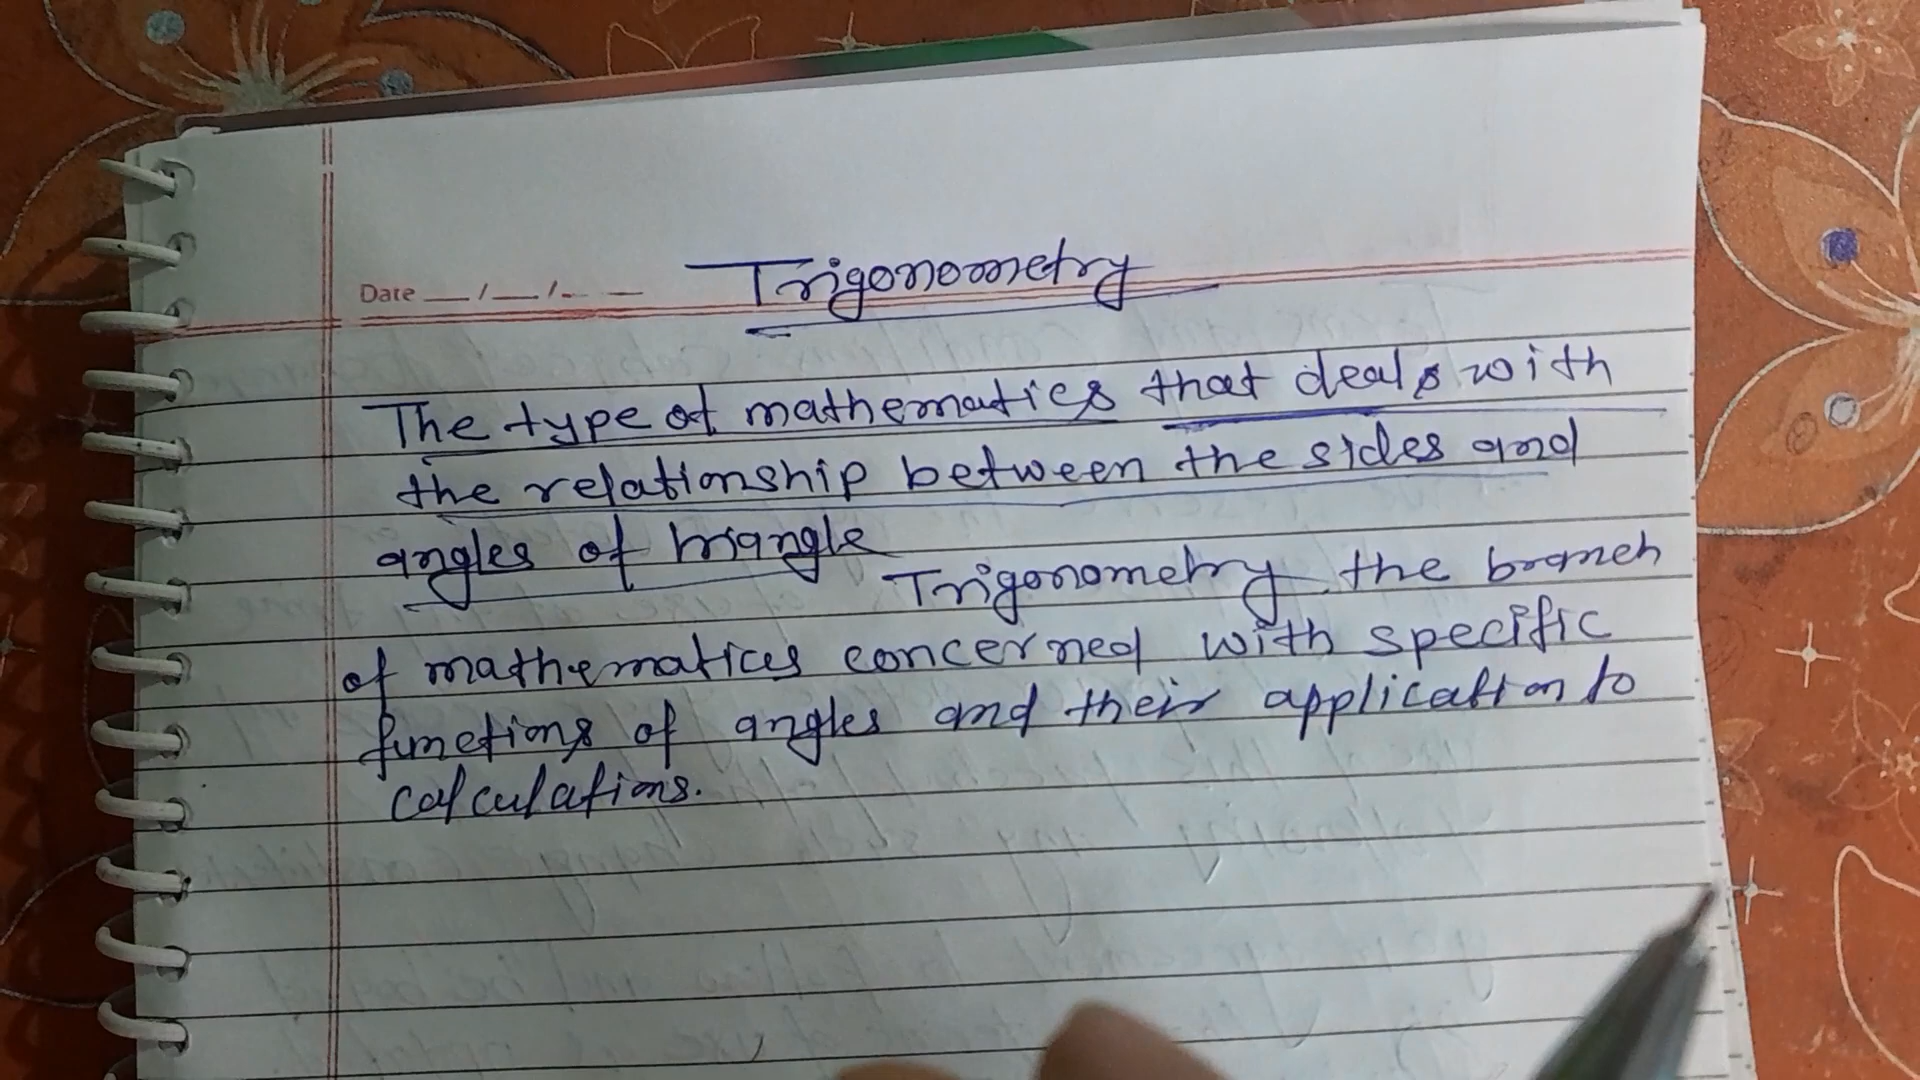 Trigonometry
Date __/__/__
The type of mathematics that deals with
the relationship between the sides and
angles of triangle
Trigonometry the branch
of mathematics concerned with specific
functions of angles and their application to
calculations.